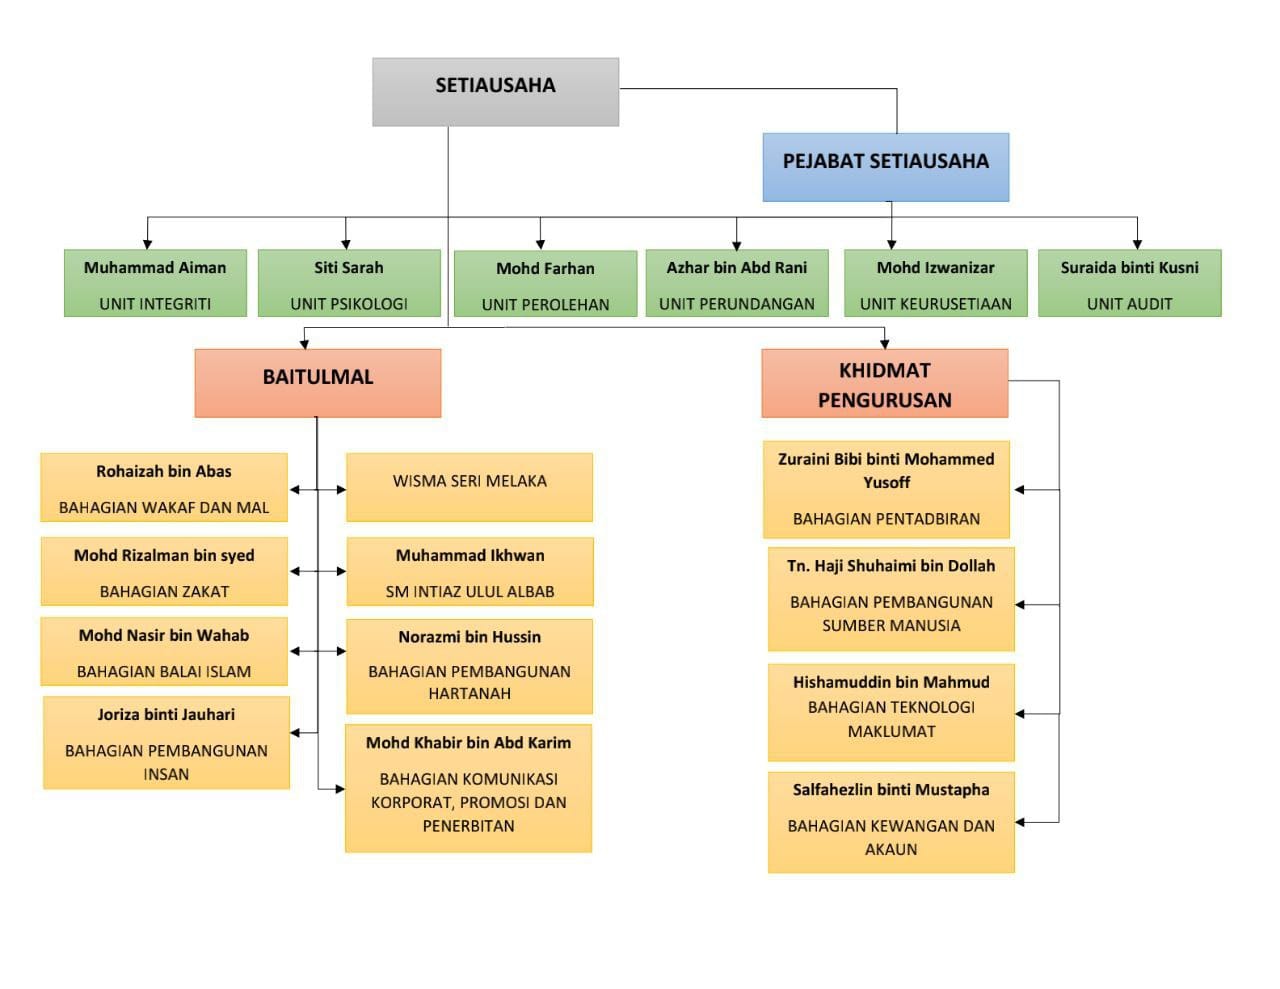 SETIAUSAHA
PEJABAT SETIAUSAHA
Muhammad Aiman
UNIT INTEGRITI
Siti Sarah
UNIT PSIKOLOGI
Mohd Farhan
UNIT PEROLEHAN
Azhar bin Abd Rani
UNIT PERUNDANGAN
Mohd Izwanizar
UNIT KEURUSETIAAN
Suraida binti Kusni
UNIT AUDIT
BAITULMAL
Rohaizah bin Abas
BAHAGIAN WAKAF DAN MAL
Mohd Rizalman bin syed
BAHAGIAN ZAKAT
Mohd Nasir bin Wahab
BAHAGIAN BALAI ISLAM
Joriza binti Jauhari
BAHAGIAN PEMBANGUNAN
INSAN
WISMA SERI MELAKA
Muhammad Ikhwan
SM INTIAZ ULUL ALBAB
Norazmi bin Hussin
BAHAGIAN PEMBANGUNAN
HARTANAH
Mohd Khabir bin Abd Karim
BAHAGIAN KOMUNIKASI
KORPORAT, PROMOSI DAN
PENERBITAN
KHIDMAT
PENGURUSAN
Zuraini Bibi binti Mohammed
Yusoff
BAHAGIAN PENTADBIRAN
Tn. Haji Shuhaimi bin Dollah
BAHAGIAN PEMBANGUNAN
SUMBER MANUSIA
Hishamuddin bin Mahmud
BAHAGIAN TEKNOLOGI
MAKLUMAT
Salfahezlin binti Mustapha
BAHAGIAN KEWANGAN DAN
AKAUN